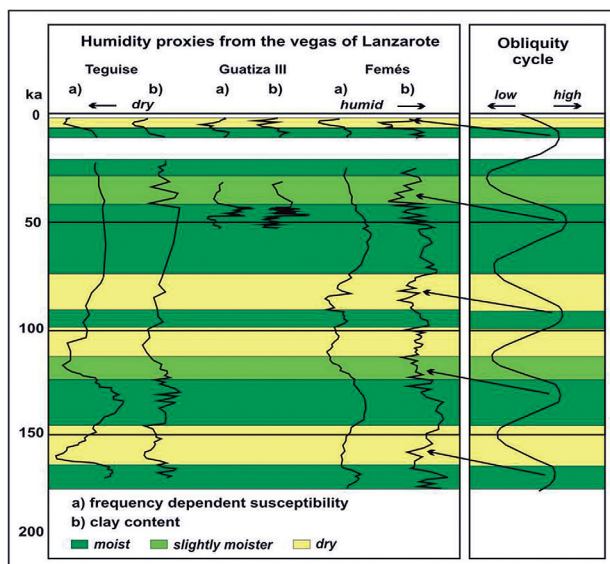 Humidity proxies from the vegas of Lanzarote
Teguise Guatiza III Femés
a) b) a) b) a) b)
dry humid
Obliquity
cycle
low high
ka
0
50
100
150
200
a) frequency dependent susceptibility
b) clay content
moist slightly moister dry